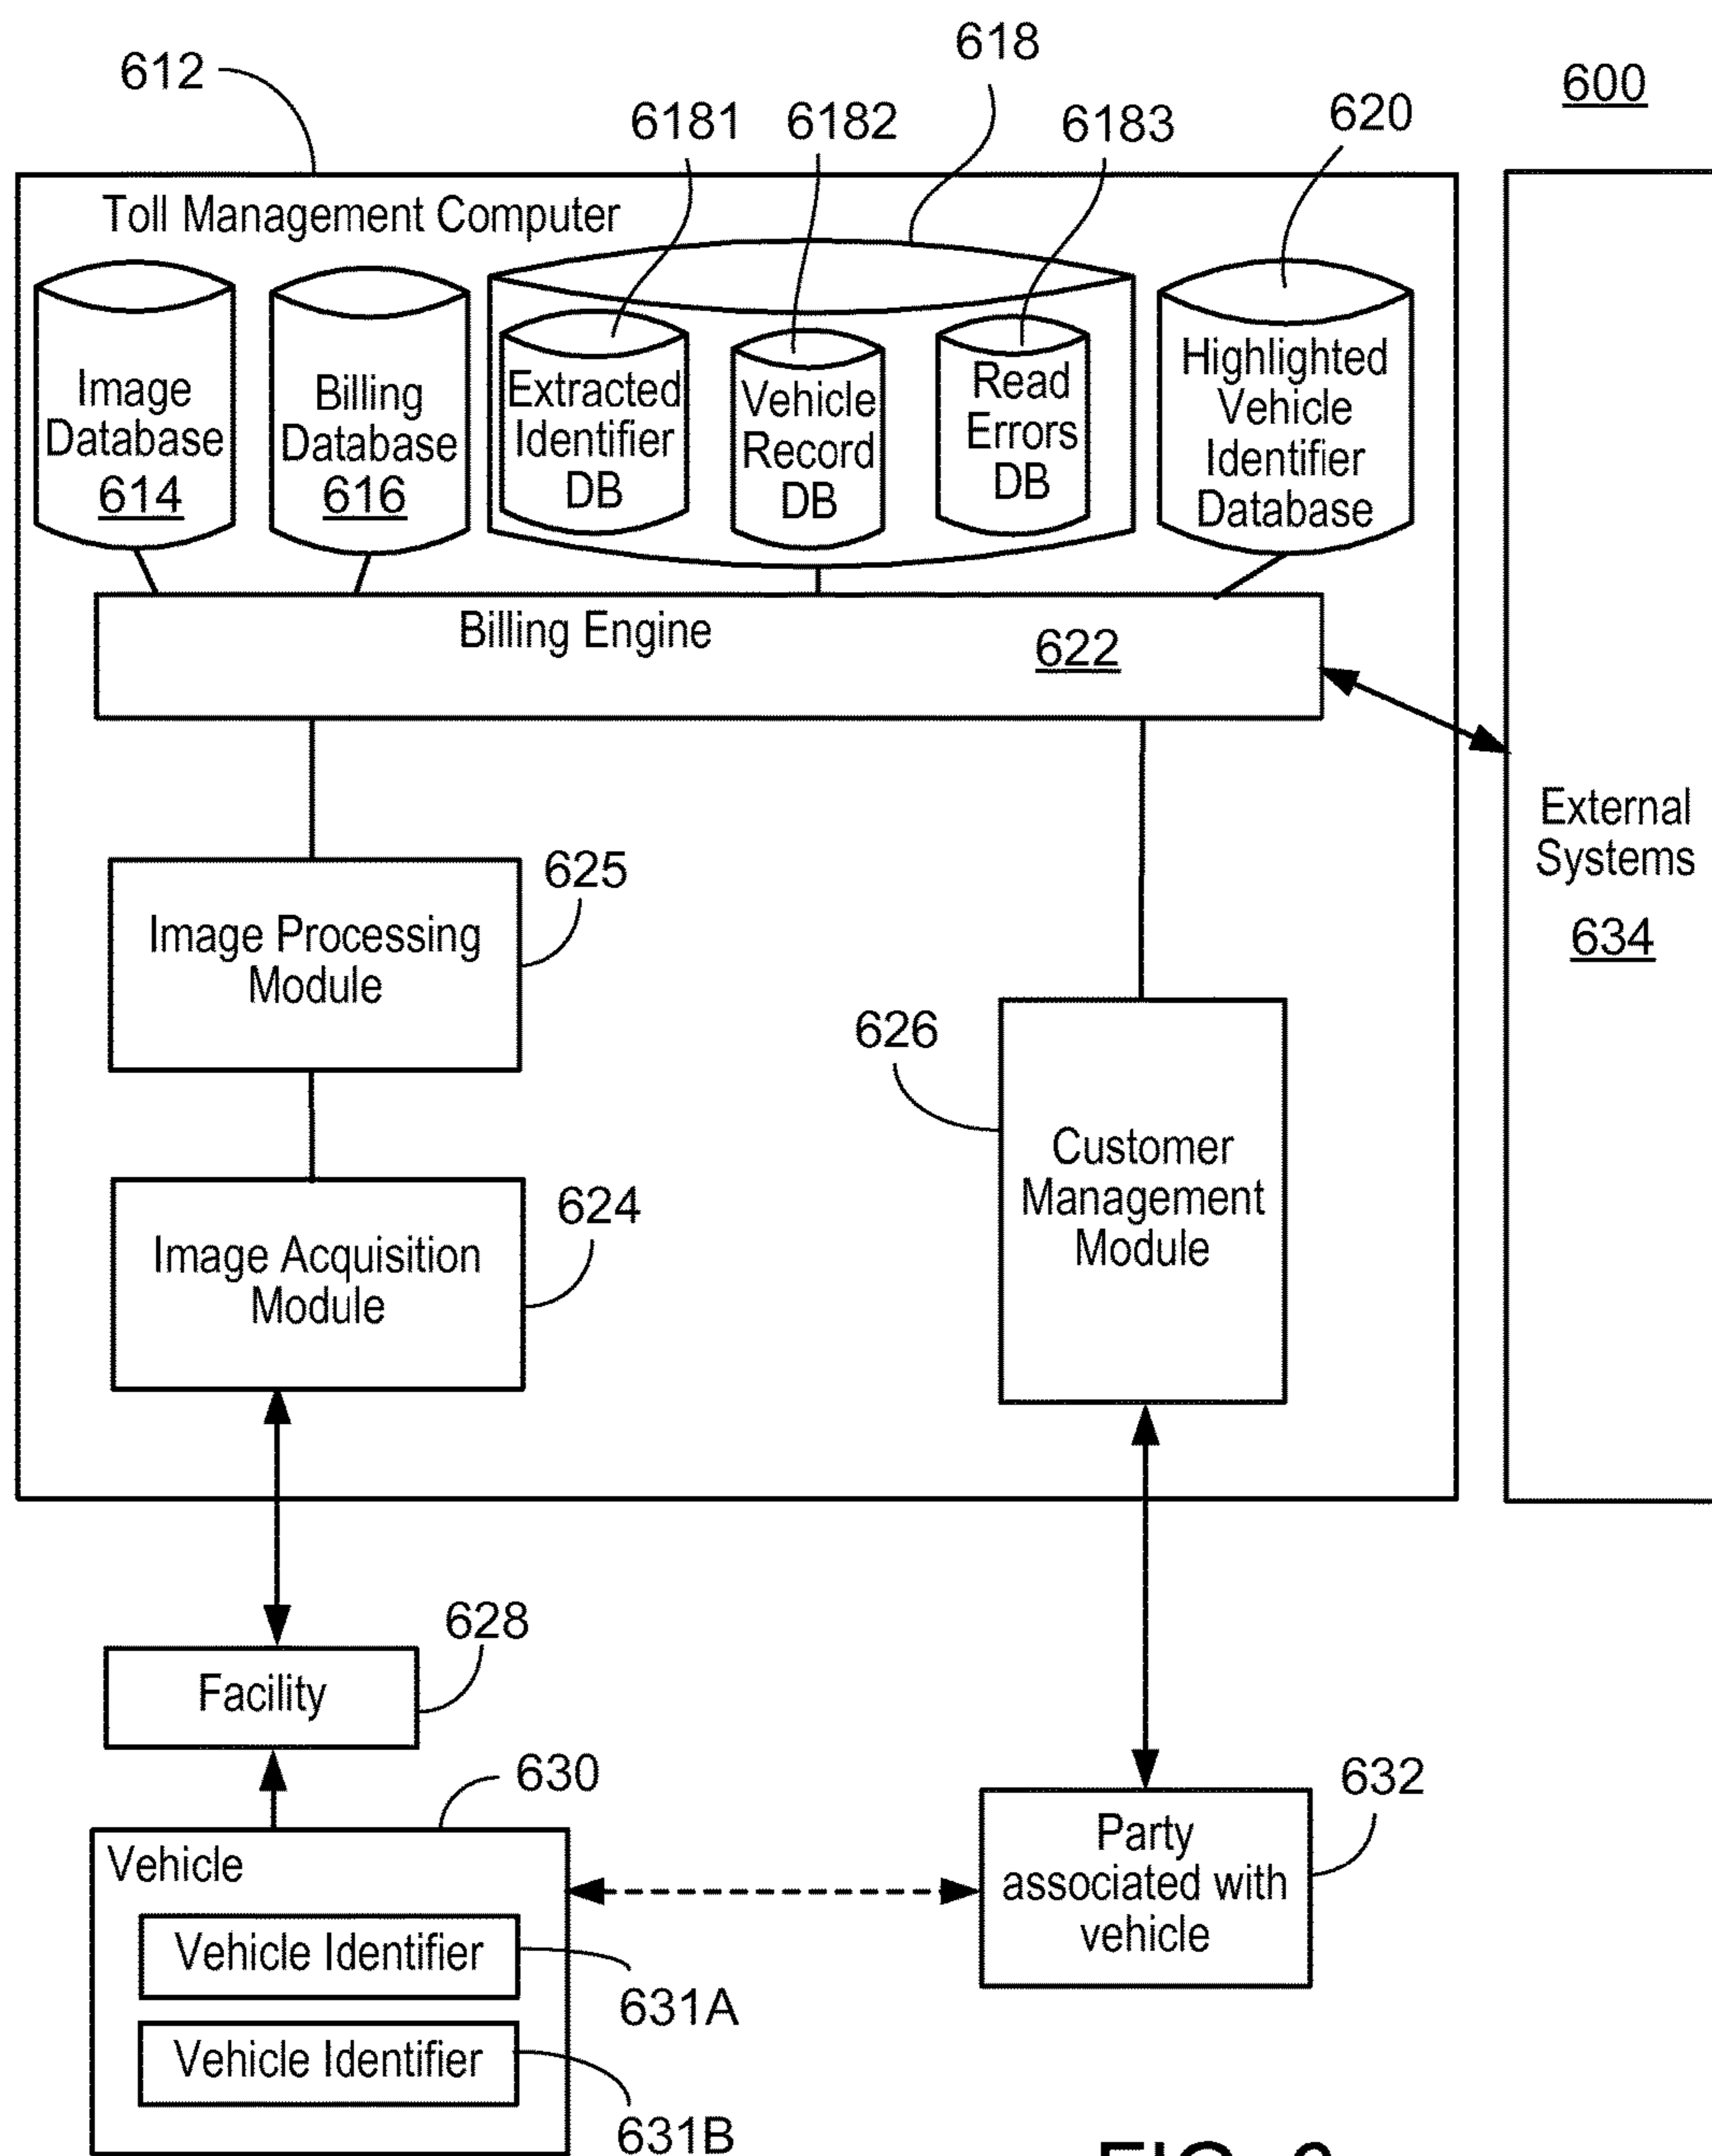 612
618
600
6181
6182
6183
620
Toll Management Computer
Image
Database
614
Billing
Database
616
Extracted
Identifier
DB
Vehicle
Record
DB
Read
Errors
DB
Highlighted
Vehicle
Identifier
Database
Billing Engine
622
External
Systems
634
625
Image Processing
Module
626
Customer
Management
Module
624
Image Acquisition
Module
628
Facility
630
632
Party
associated with
vehicle
Vehicle
Vehicle Identifier
631A
Vehicle Identifier
631B